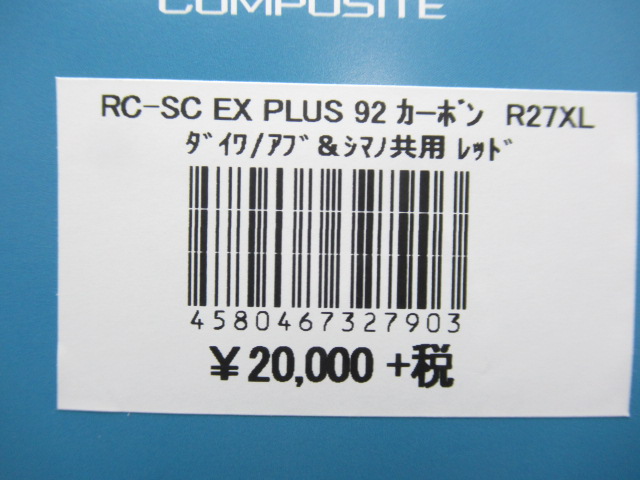 COMPOSITE
RC-SC EX PLUS 92 ｶｰﾎﾞﾝ R27XL
ﾀﾞｲﾜ/ｱﾌﾞ&ｼﾏﾉ共用 ﾚｯﾄﾞ
4580467327903
¥20,000 +税